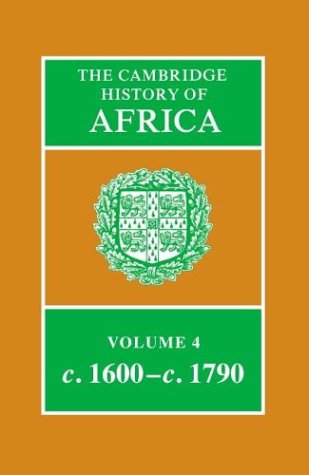 THE CAMBRIDGE
HISTORY OF
AFRICA
VOLUME 4
c. 1600–c. 1790